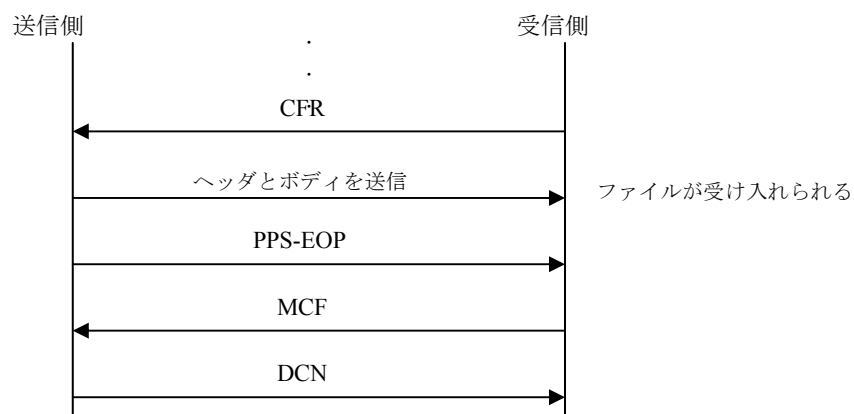 送信側
受信側
.
.
.
CFR
ヘッダとボディを送信
ファイルが受け入れられる
PPS-EOP
MCF
DCN